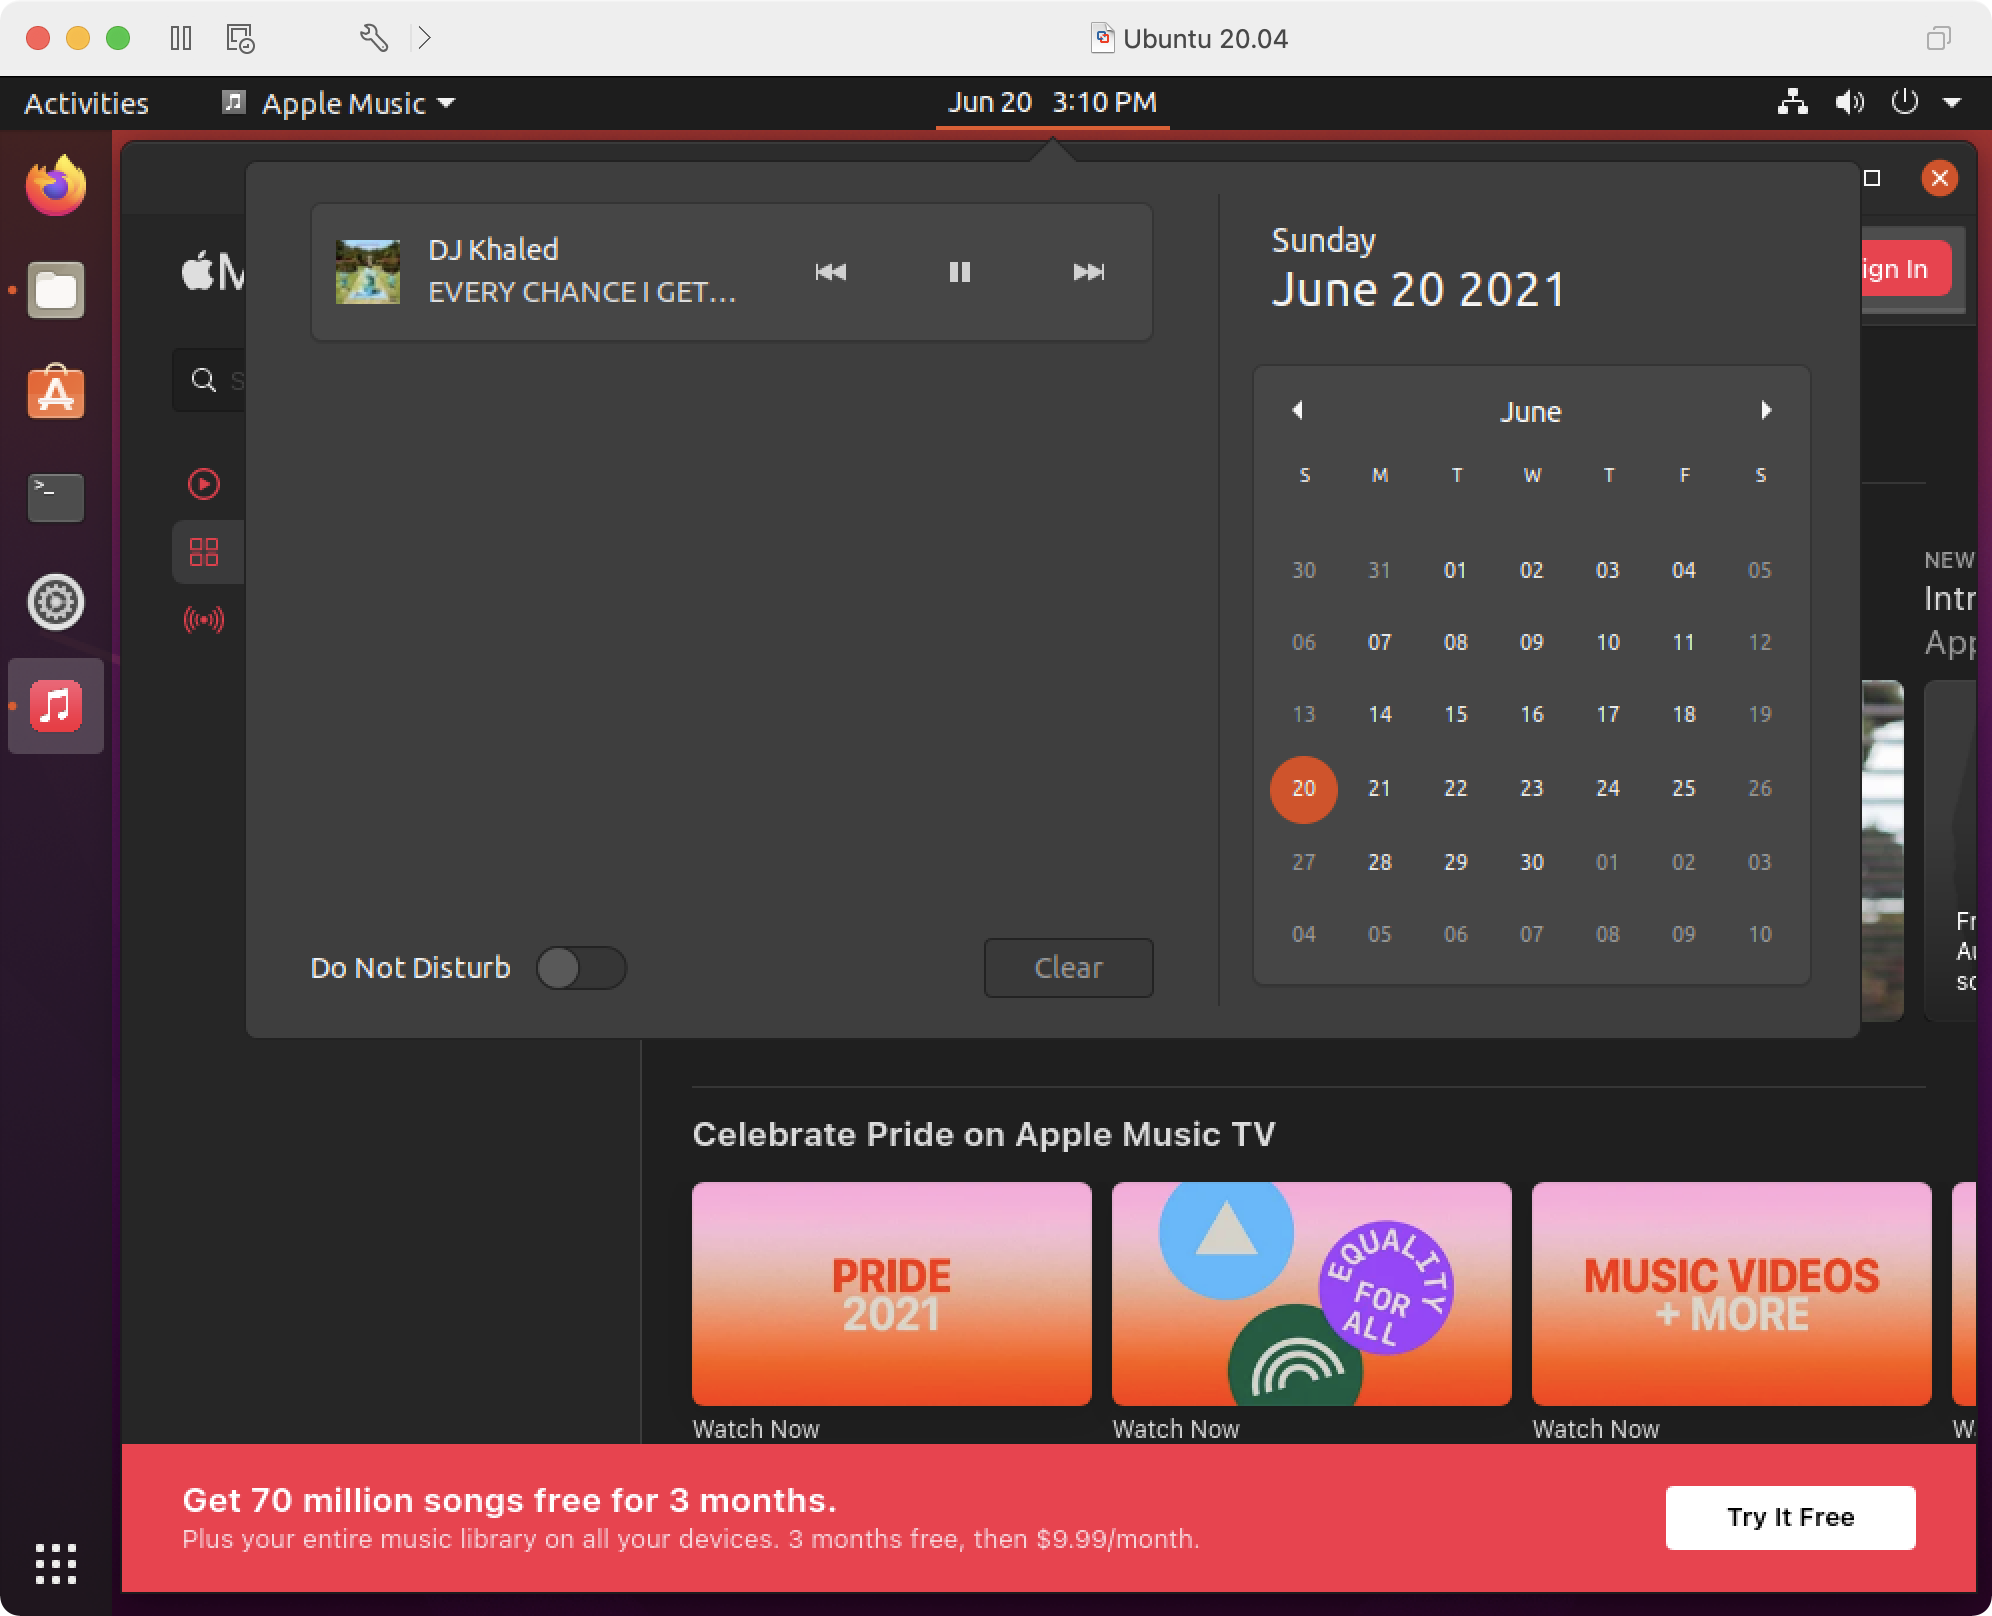 Ubuntu 20.04
Activities
Apple Music
Jun 20 3:10 PM
DJ Khaled
EVERY CHANCE I GET...
Sunday
June 20 2021
ign In
June
S M T W T F S
30 31 01 02 03 04 05
06 07 08 09 10 11 12
13 14 15 16 17 18 19
20 21 22 23 24 25 26
27 28 29 30 01 02 03
04 05 06 07 08 09 10
Do Not Disturb
Clear
M
S
>_
NEW
Intr
App
Fr
Au
so
Celebrate Pride on Apple Music TV
PRIDE
2021
EQUALITY
FOR
ALL
MUSIC VIDEOS
+ MORE
Watch Now
Watch Now
Watch Now
W
Get 70 million songs free for 3 months.
Plus your entire music library on all your devices. 3 months free, then $9.99/month.
Try It Free